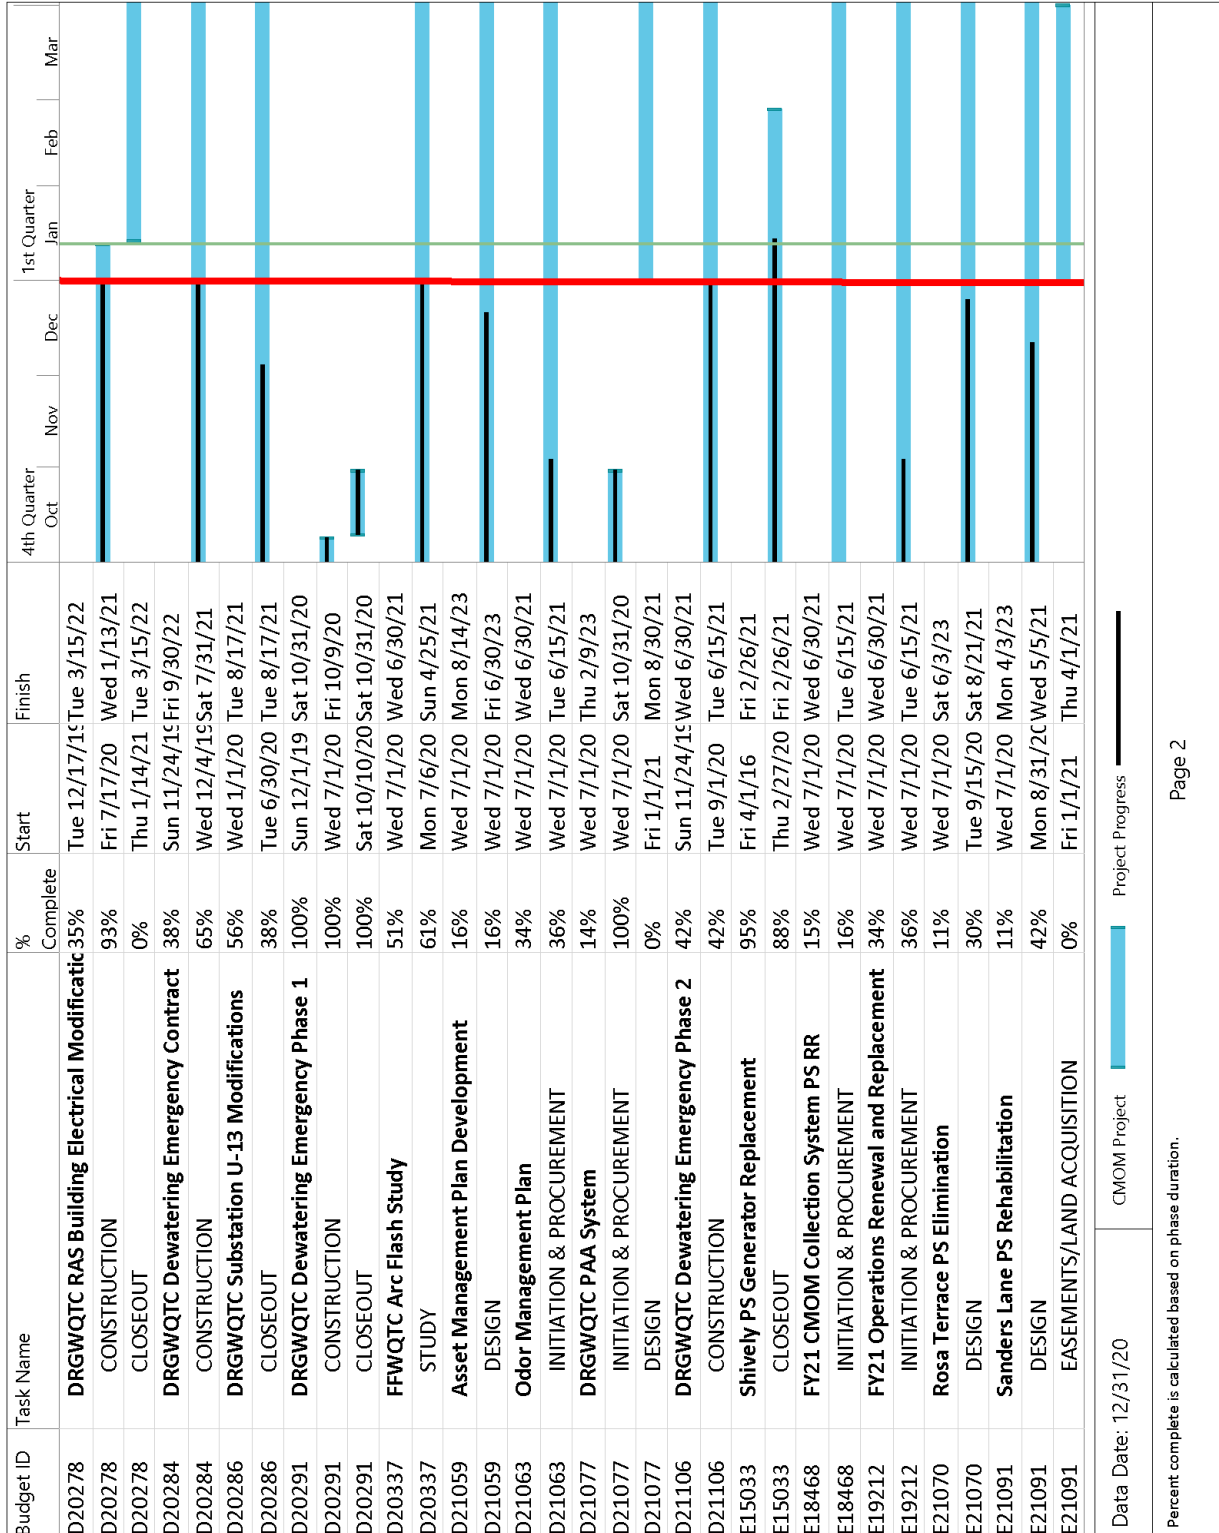 Budget ID Task Name % Complete Start Finish 4th Quarter 1st Quarter
Oct Nov Dec Jan Feb Mar
D20278 DRGWQTC RAS Building Electrical Modificatic 35% Tue 12/17/19 Tue 3/15/22
D20278 CONSTRUCTION 93% Fri 7/17/20 Wed 1/13/21
D20278 CLOSEOUT 0% Thu 1/14/21 Tue 3/15/22
D20284 DRGWQTC Dewatering Emergency Contract 38% Sun 11/24/19 Fri 9/30/22
D20284 CONSTRUCTION 65% Wed 12/4/19 Sat 7/31/21
D20286 DRGWQTC Substation U-13 Modifications 56% Wed 1/1/20 Tue 8/17/21
D20286 CLOSEOUT 38% Tue 6/30/20 Tue 8/17/21
D20291 DRGWQTC Dewatering Emergency Phase 1 100% Sun 12/1/19 Sat 10/31/20
D20291 CONSTRUCTION 100% Wed 7/1/20 Fri 10/9/20
D20291 CLOSEOUT 100% Sat 10/10/20 Sat 10/31/20
D20337 FFWQTC Arc Flash Study 51% Wed 7/1/20 Wed 6/30/21
D20337 STUDY 61% Mon 7/6/20 Sun 4/25/21
D21059 Asset Management Plan Development 16% Wed 7/1/20 Mon 8/14/23
D21059 DESIGN 16% Wed 7/1/20 Fri 6/30/23
D21063 Odor Management Plan 34% Wed 7/1/20 Wed 6/30/21
D21063 INITIATION & PROCUREMENT 36% Wed 7/1/20 Tue 6/15/21
D21077 DRGWQTC PAA System 14% Wed 7/1/20 Thu 2/9/23
D21077 INITIATION & PROCUREMENT 100% Wed 7/1/20 Sat 10/31/20
D21077 DESIGN 0% Fri 1/1/21 Mon 8/30/21
D21106 DRGWQTC Dewatering Emergency Phase 2 42% Sun 11/24/19 Wed 6/30/21
D21106 CONSTRUCTION 42% Tue 9/1/20 Tue 6/15/21
E15033 Shively PS Generator Replacement 95% Fri 4/1/16 Fri 2/26/21
E15033 CLOSEOUT 88% Thu 2/27/20 Fri 2/26/21
E18468 FY21 CMOM Collection System PS RR 15% Wed 7/1/20 Wed 6/30/21
E18468 INITIATION & PROCUREMENT 16% Wed 7/1/20 Tue 6/15/21
E19212 FY21 Operations Renewal and Replacement 34% Wed 7/1/20 Wed 6/30/21
E19212 INITIATION & PROCUREMENT 36% Wed 7/1/20 Tue 6/15/21
E21070 Rosa Terrace PS Elimination 11% Wed 7/1/20 Sat 6/3/23
E21070 DESIGN 30% Tue 9/15/20 Sat 8/21/21
E21091 Sanders Lane PS Rehabilitation 11% Wed 7/1/20 Mon 4/3/23
E21091 DESIGN 42% Mon 8/31/20 Wed 5/5/21
E21091 EASEMENTS/LAND ACQUISITION 0% Fri 1/1/21 Thu 4/1/21
Data Date: 12/31/20 CMOM Project Project Progress
Page 2
Percent complete is calculated based on phase duration.